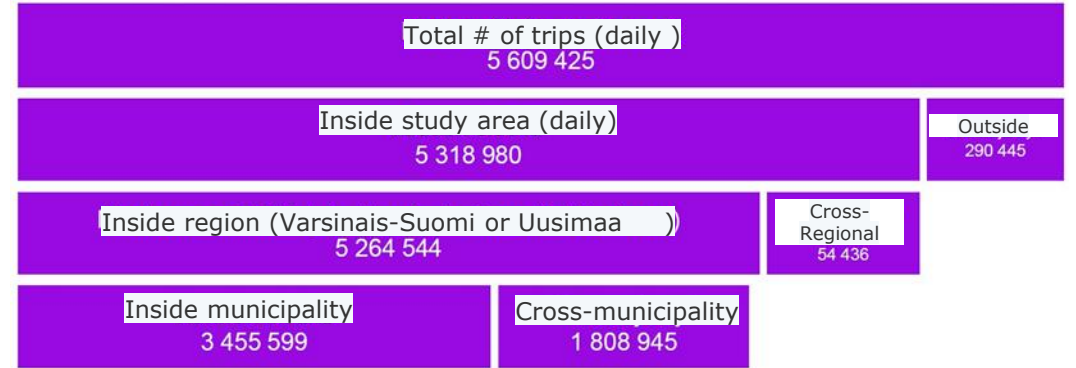 Total # of trips (daily )
5 609 425
Inside study area (daily)
5 318 980
Outside
290 445
Inside region (Varsinais-Suomi or Uusimaa )
5 264 544
Cross-
Regional
54 436
Inside municipality
3 455 599
Cross-municipality
1 808 945